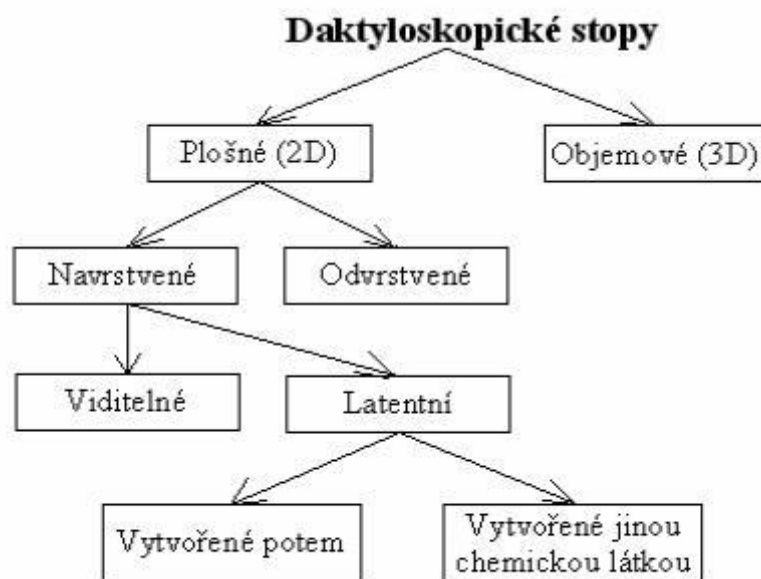 Daktyloskopické stopy
Plošné (2D)
Objemové (3D)
Navrstvené
Odvrstvené
Viditelné
Latentní
Vytvořené potem
Vytvořené jinou
chemickou látkou